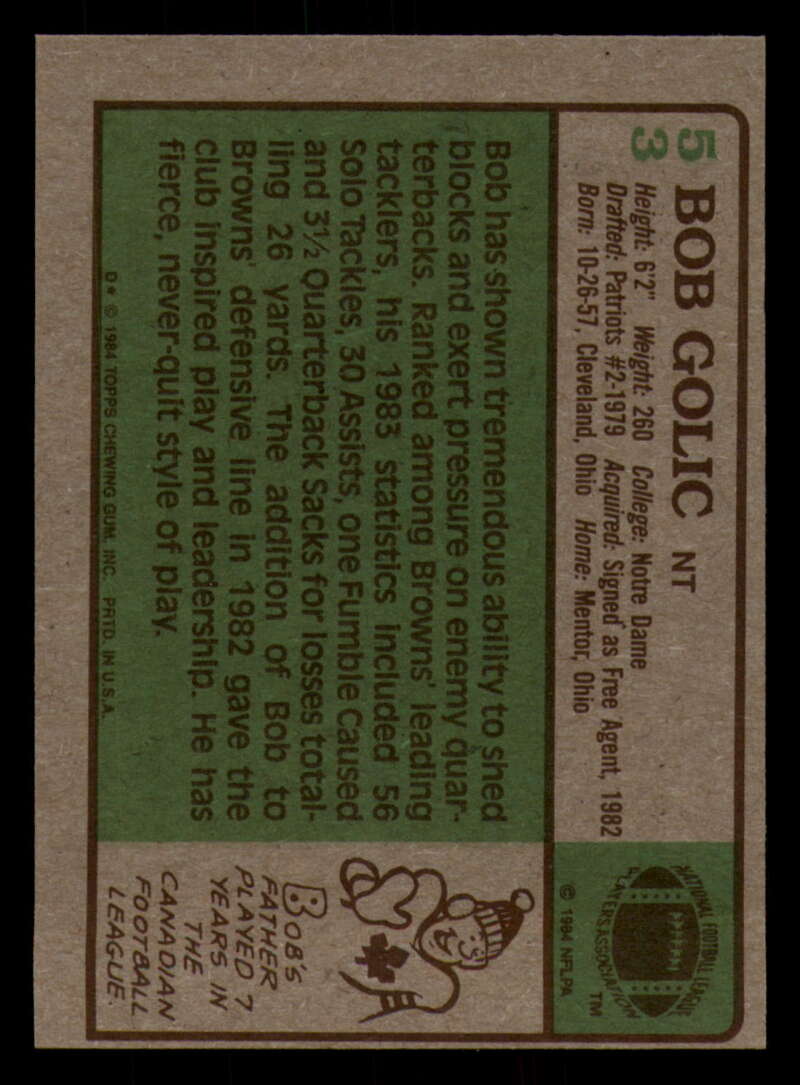 53
BOB GOLIC NT
Height: 6'2" Weight: 260 College: Notre Dame
Drafted: Patriots #2-1979 Acquired: Signed as Free Agent, 1982
Born: 10-26-57, Cleveland, Ohio Home: Mentor, Ohio
NATIONAL FOOTBALL LEAGUE
PLAYERS ASSOCIATION
TM
© 1984 NFLPA
Bob has shown tremendous ability to shed
blocks and exert pressure on enemy quar-
terbacks. Ranked among Browns' leading
tacklers, his 1983 statistics included 56
Solo Tackles, 30 Assists, one Fumble Caused
and 3½ Quarterback Sacks for losses total-
ling 26 yards. The addition of Bob to
Browns' defensive line in 1982 gave the
club inspired play and leadership. He has
fierce, never-quit style of play.
D* © 1984 TOPPS CHEWING GUM, INC. PRTD. IN U.S.A.
BOB'S
FATHER
PLAYED 7
YEARS IN
THE
CANADIAN
FOOTBALL
LEAGUE.